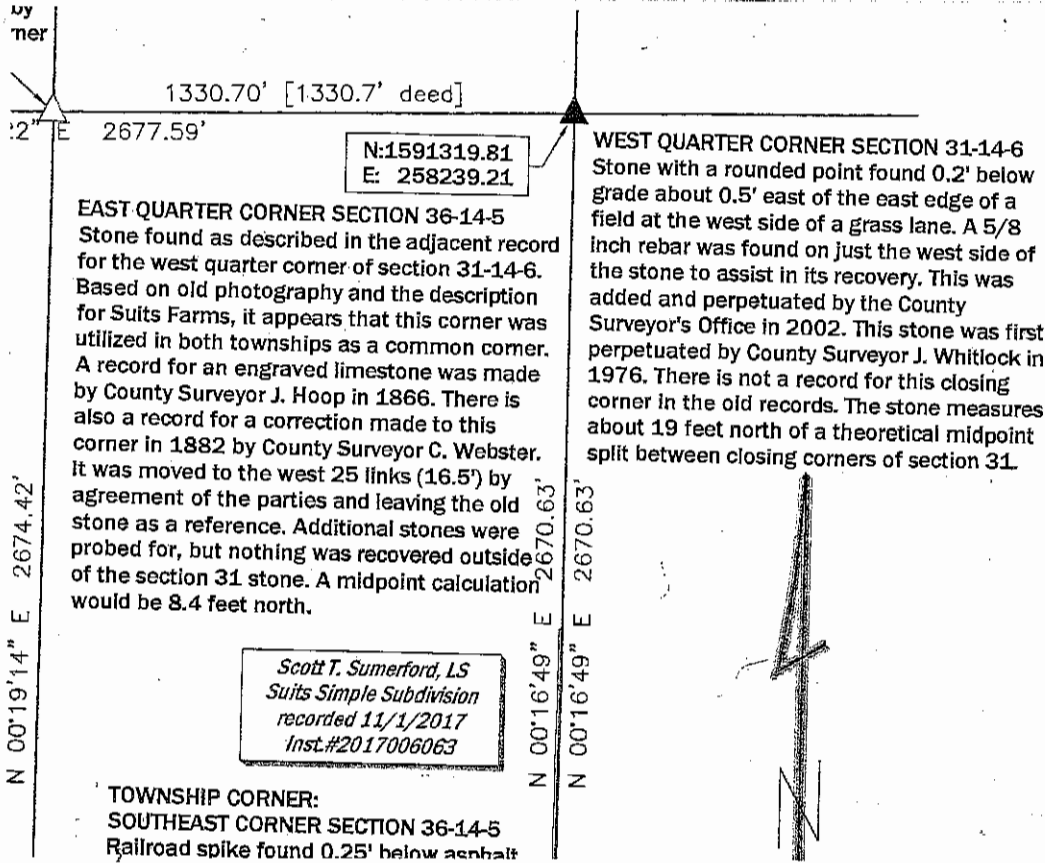 by
ner
1330.70' [1330.7' deed]
2" E 2677.59'
N:1591319.81
E: 258239.21
EAST QUARTER CORNER SECTION 36-14-5
Stone found as described in the adjacent record
for the west quarter corner of section 31-14-6.
Based on old photography and the description
for Suits Farms, it appears that this corner was
utilized in both townships as a common corner.
A record for an engraved limestone was made
by County Surveyor J. Hoop in 1866. There is
also a record for a correction made to this
corner in 1882 by County Surveyor C. Webster.
It was moved to the west 25 links (16.5') by
agreement of the parties and leaving the old
stone as a reference. Additional stones were
probed for, but nothing was recovered outside
of the section 31 stone. A midpoint calculation
would be 8.4 feet north.
WEST QUARTER CORNER SECTION 31-14-6
Stone with a rounded point found 0.2' below
grade about 0.5' east of the east edge of a
field at the west side of a grass lane. A 5/8
inch rebar was found on just the west side of
the stone to assist in its recovery. This was
added and perpetuated by the County
Surveyor's Office in 2002. This stone was first
perpetuated by County Surveyor J. Whitlock in
1976. There is not a record for this closing
corner in the old records. The stone measures
about 19 feet north of a theoretical midpoint
split between closing corners of section 31.
N 00°19'14" E 2674.42'
N 00°16'49" E 2670.63'
N 00°16'49" E 2670.63'
Scott T. Sumerford, LS
Suits Simple Subdivision
recorded 11/1/2017
Inst.#2017006063
N
TOWNSHIP CORNER:
SOUTHEAST CORNER SECTION 36-14-5
Railroad spike found 0.25' below asphalt